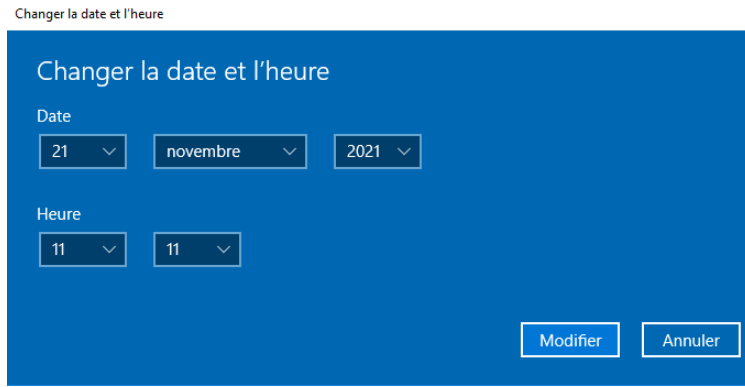 Changer la date et l'heure
Changer la date et l'heure
Date
21 novembre 2021
Heure
11 11
Modifier Annuler